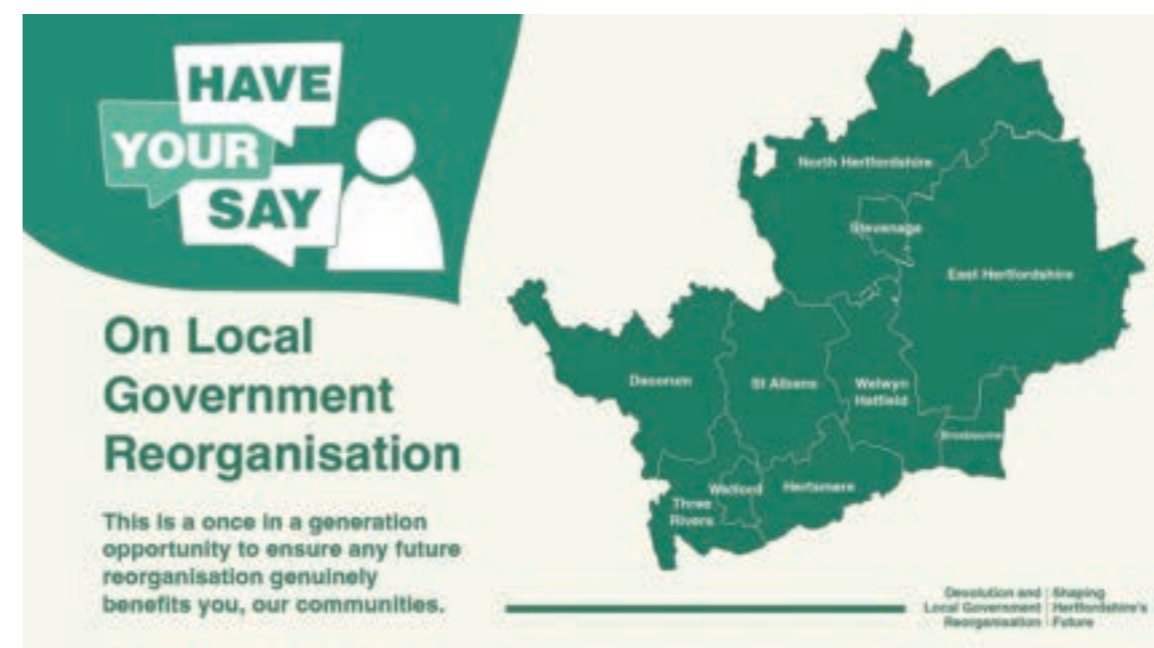 HAVE
YOUR
SAY
On Local
Government
Reorganisation
This is a once in a generation
opportunity to ensure any future
reorganisation genuinely
benefits you, our communities.
North Hertfordshire
Stevenage
East Hertfordshire
Dacorum
St Albans
Welwyn
Hatfield
Broxbourne
Watford
Hertsmere
Three
Rivers
Devolution and
Local Government
Reorganisation
Shaping
Hertfordshire's
Future